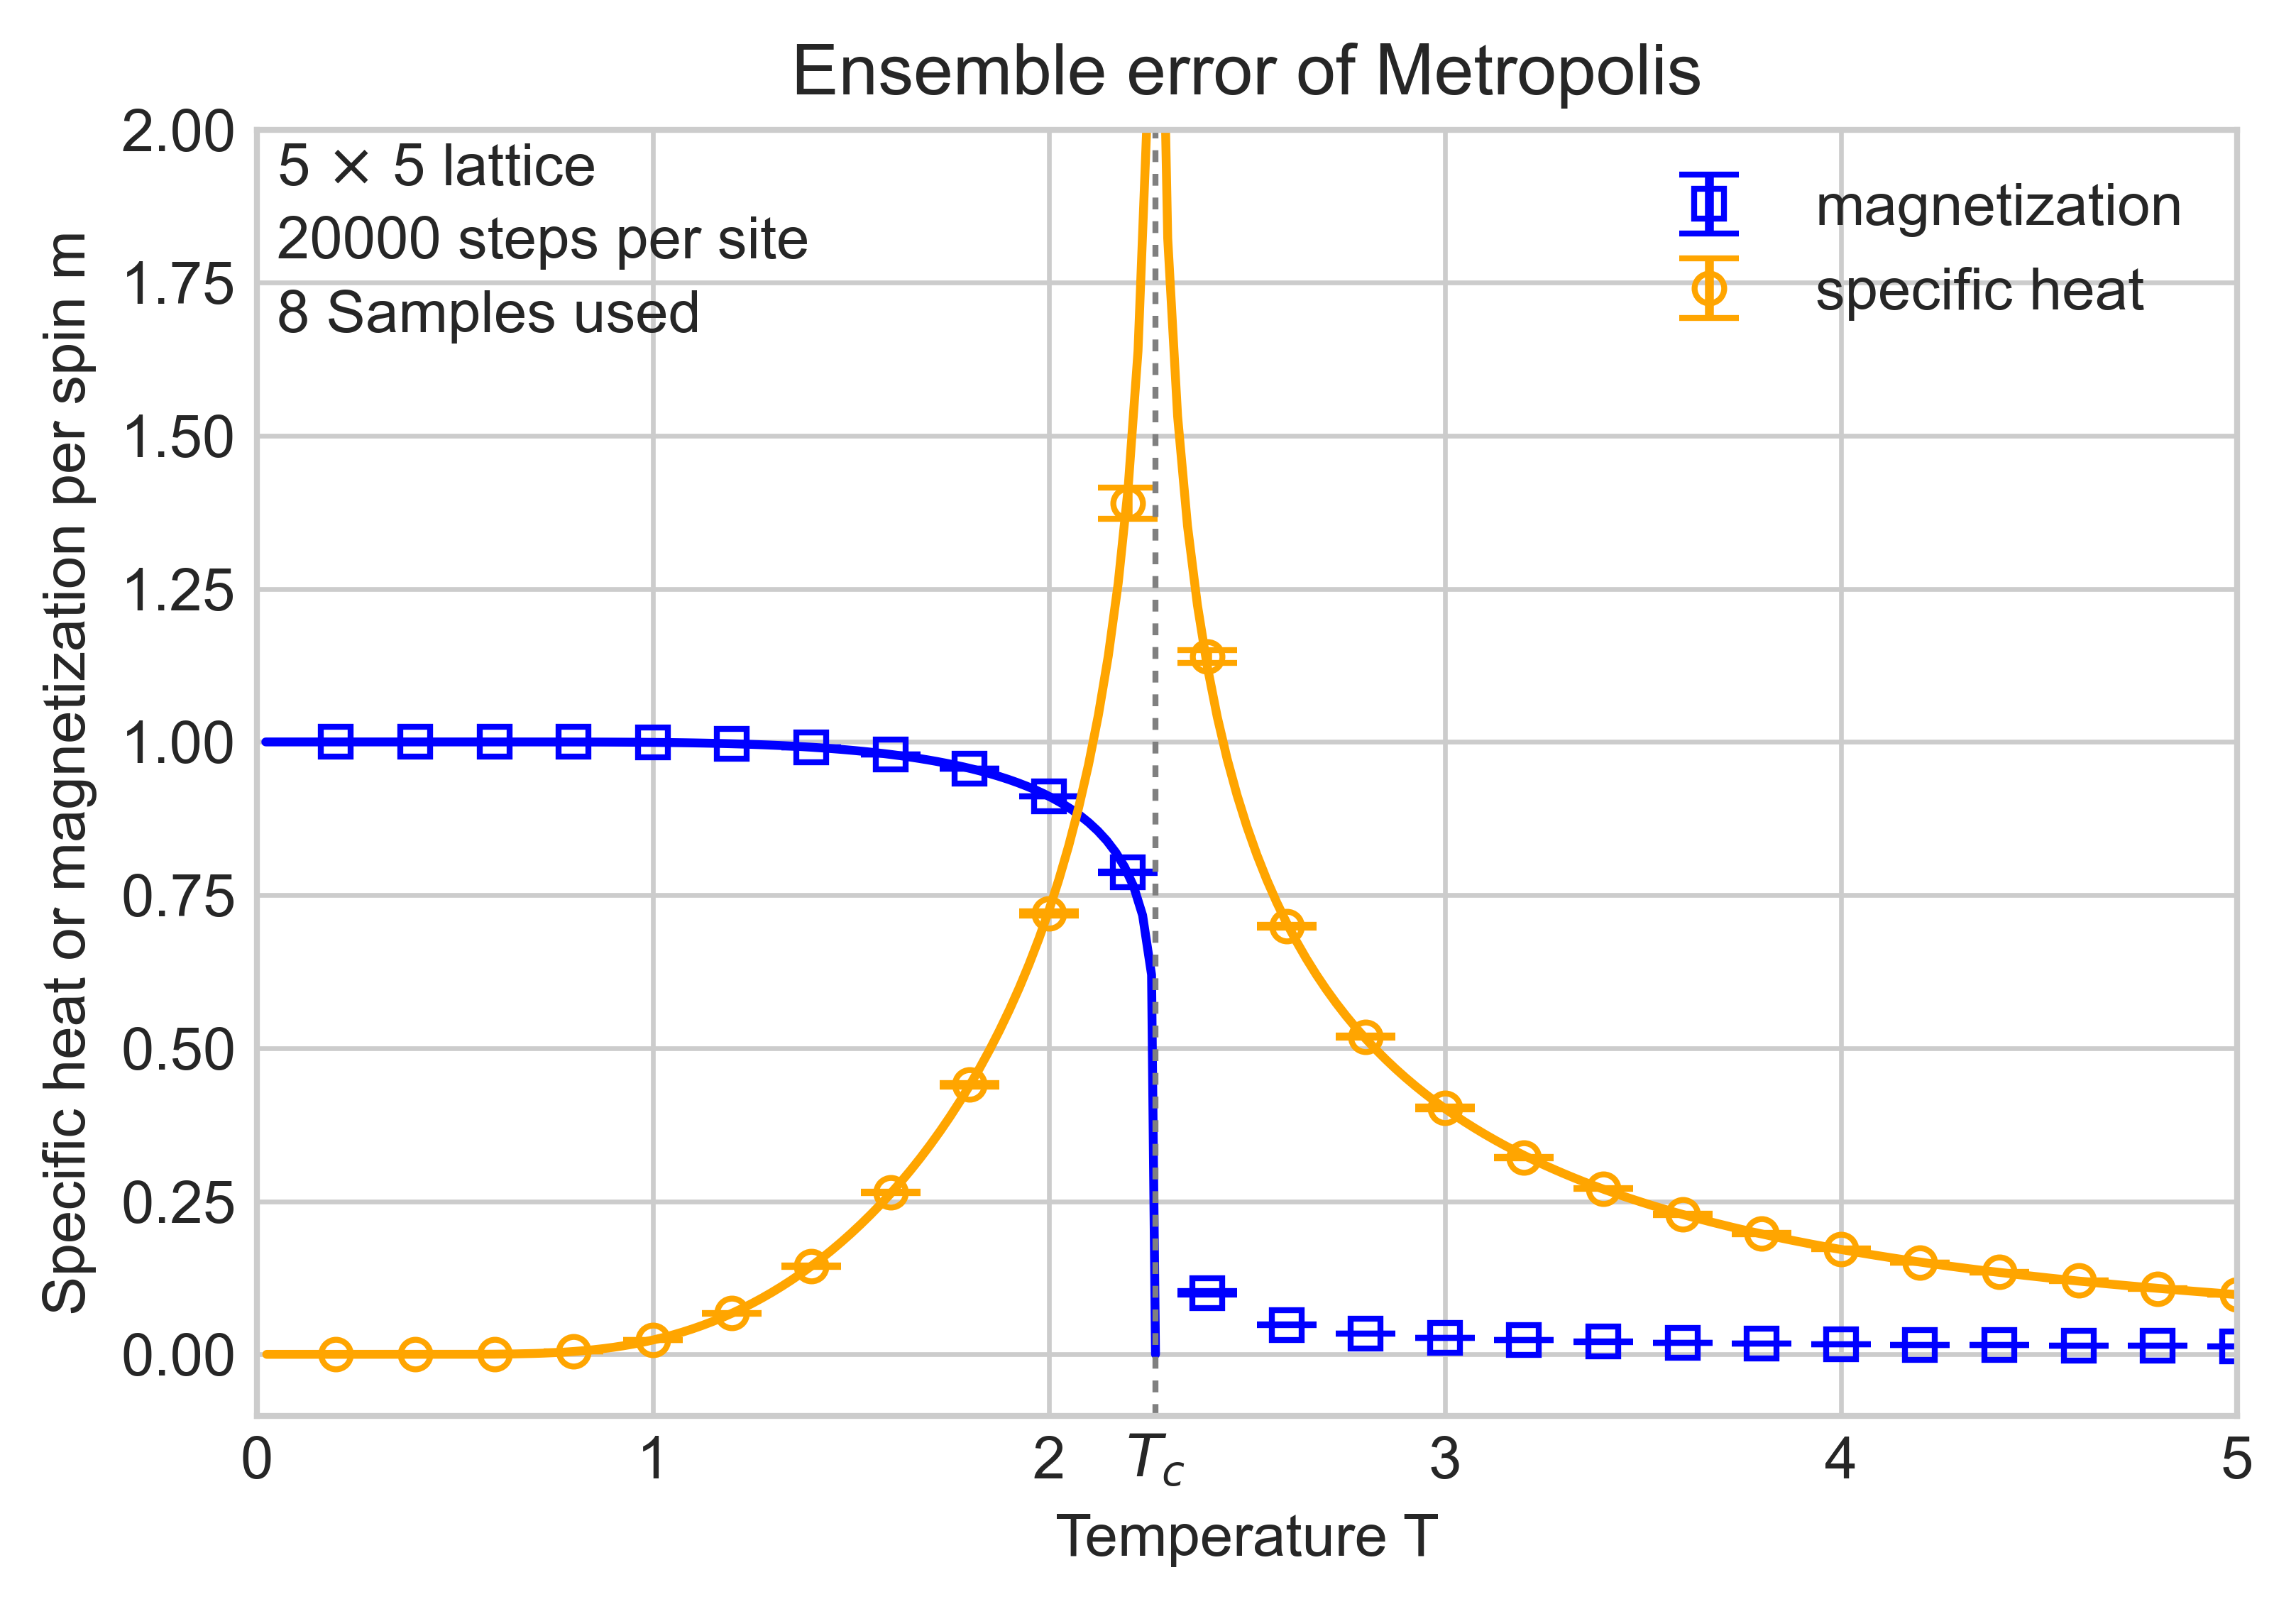 Ensemble error of Metropolis
5 × 5 lattice
20000 steps per site
8 Samples used
magnetization
specific heat
Specific heat or magnetization per spin m
2.00
1.75
1.50
1.25
1.00
0.75
0.50
0.25
0.00
0 1 2 T_c 3 4 5
Temperature T